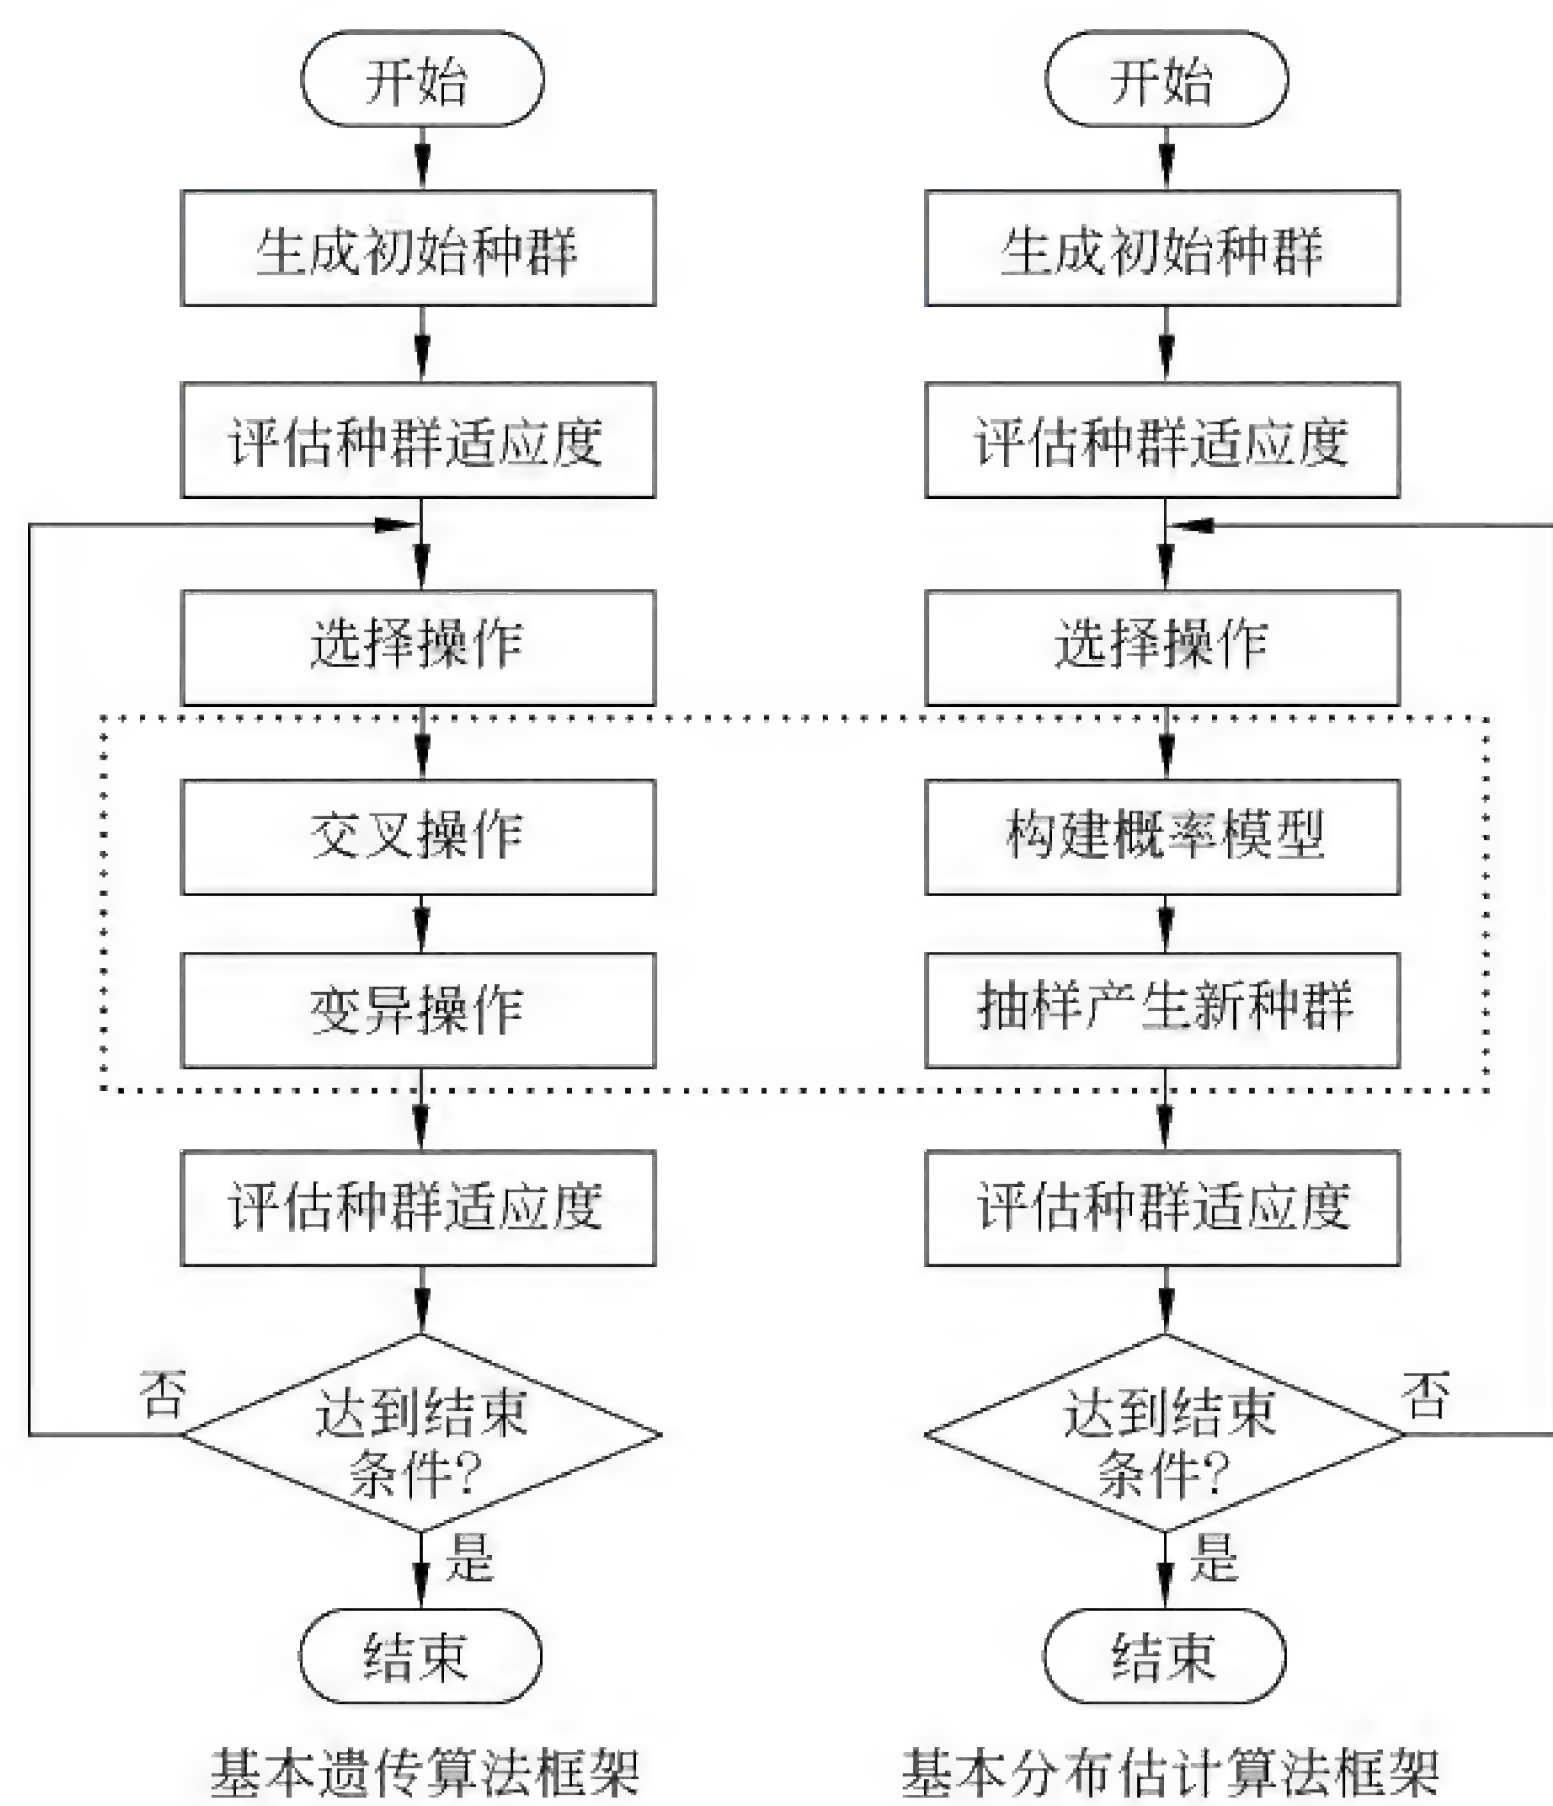 开始
生成初始种群
评估种群适应度
选择操作
交叉操作
变异操作
评估种群适应度
否
达到结束
条件?
是
结束
基本遗传算法框架
开始
生成初始种群
评估种群适应度
选择操作
构建概率模型
抽样产生新种群
评估种群适应度
达到结束
条件?
否
是
结束
基本分布估计算法框架